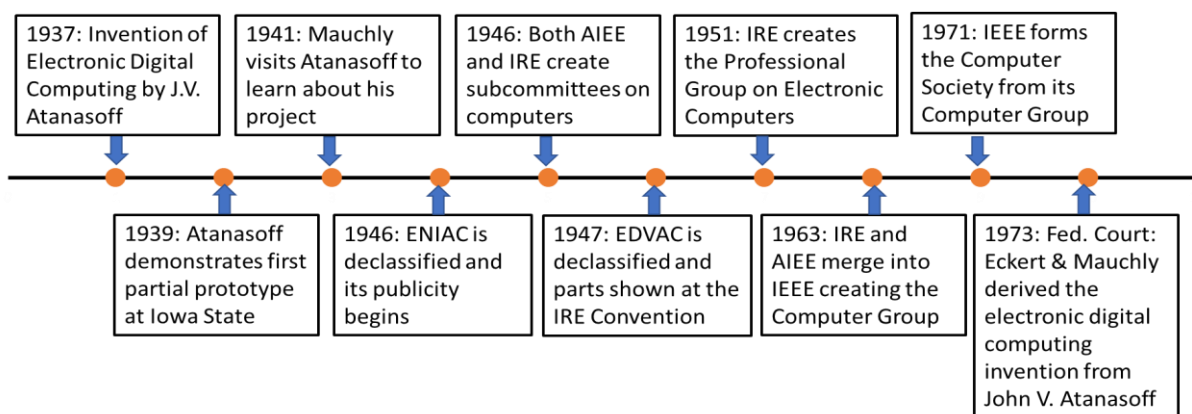 1937: Invention of
Electronic Digital
Computing by J.V.
Atanasoff
1941: Mauchly
visits Atanasoff to
learn about his
project
1946: Both AIEE
and IRE create
subcommittees on
computers
1951: IRE creates
the Professional
Group on Electronic
Computers
1971: IEEE forms
the Computer
Society from its
Computer Group
1939: Atanasoff
demonstrates first
partial prototype
at Iowa State
1946: ENIAC is
declassified and
its publicity
begins
1947: EDVAC is
declassified and
parts shown at the
IRE Convention
1963: IRE and
AIEE merge into
IEEE creating the
Computer Group
1973: Fed. Court:
Eckert & Mauchly
derived the
electronic digital
computing
invention from
John V. Atanasoff